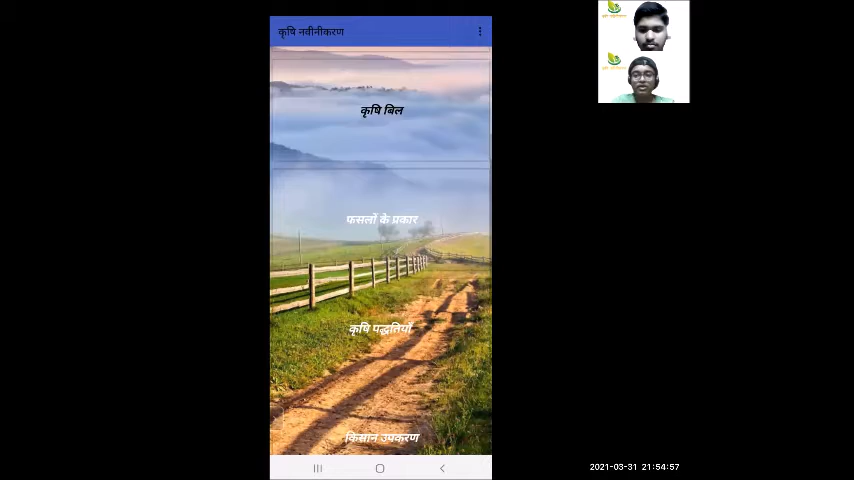 कृषि नवीनीकरण
कृषि बिल
फसलों के प्रकार
कृषि पद्धतियाँ
किसान उपकरण
2021-03-31 21:54:57